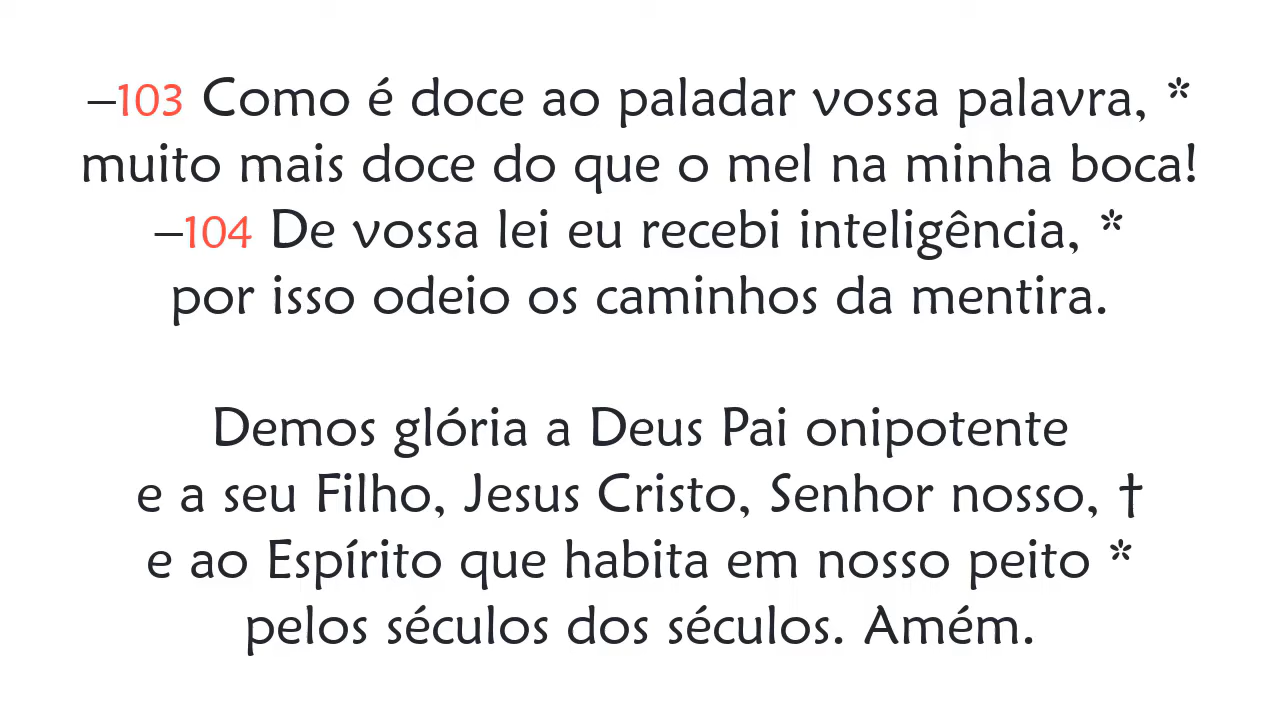 –103 Como é doce ao paladar vossa palavra, *
muito mais doce do que o mel na minha boca!
–104 De vossa lei eu recebi inteligência, *
por isso odeio os caminhos da mentira.
Demos glória a Deus Pai onipotente
e a seu Filho, Jesus Cristo, Senhor nosso, †
e ao Espírito que habita em nosso peito *
pelos séculos dos séculos. Amém.